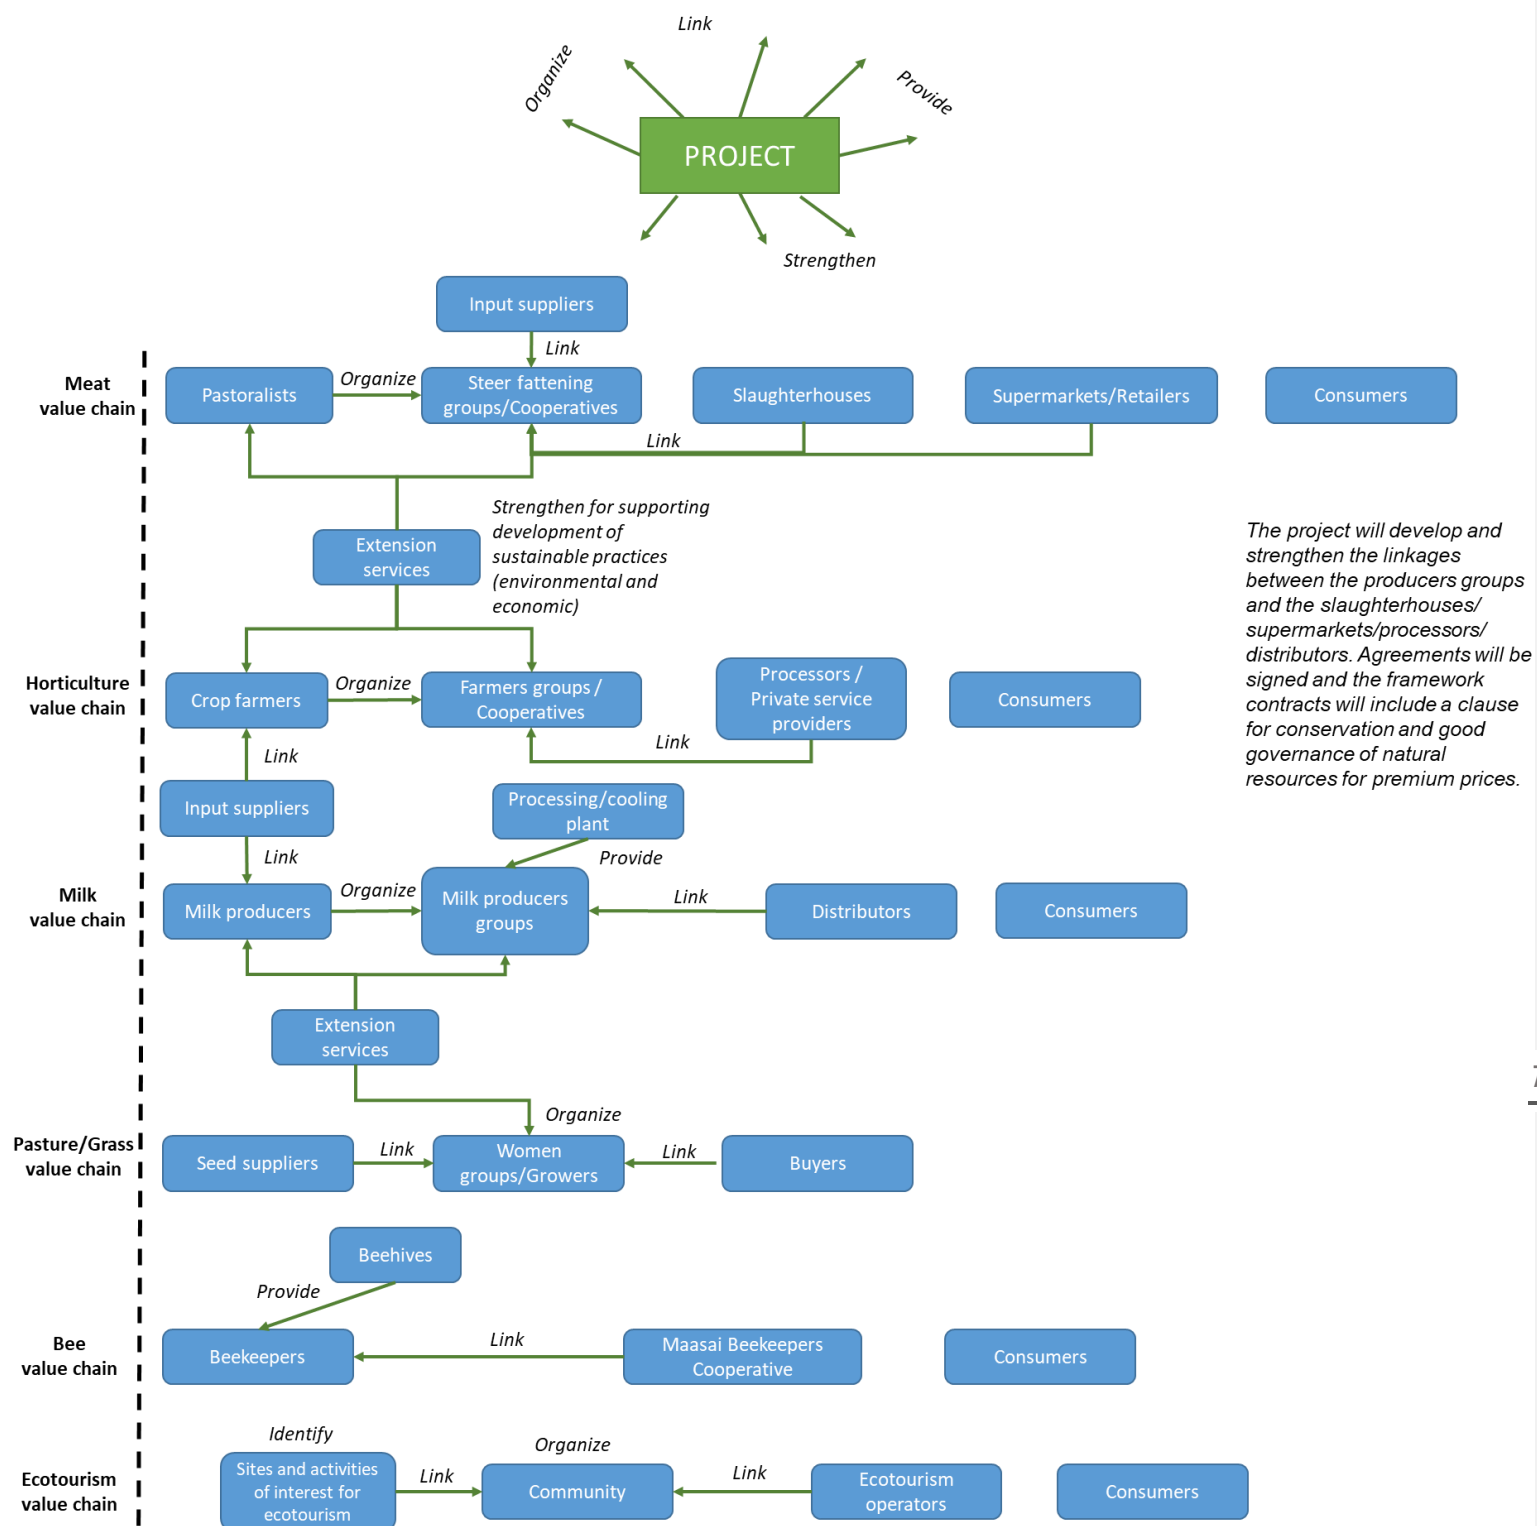 Link
Organize
Provide
PROJECT
Strengthen
Input suppliers
Link
Meat
value chain
Pastoralists
Organize
Steer fattening
groups/Cooperatives
Slaughterhouses
Supermarkets/Retailers
Consumers
Link
Extension
services
Strengthen for supporting
development of
sustainable practices
(environmental and
economic)
The project will develop and
strengthen the linkages
between the producers groups
and the slaughterhouses/
supermarkets/processors/
distributors. Agreements will be
signed and the framework
contracts will include a clause
for conservation and good
governance of natural
resources for premium prices.
Horticulture
value chain
Crop farmers
Organize
Farmers groups /
Cooperatives
Processors /
Private service
providers
Consumers
Link
Link
Input suppliers
Link
Processing/cooling
plant
Provide
Milk
value chain
Milk producers
Organize
Milk producers
groups
Link
Distributors
Consumers
Extension
services
Organize
Pasture/Grass
value chain
Seed suppliers
Link
Women
groups/Growers
Link
Buyers
Beehives
Provide
Bee
value chain
Beekeepers
Link
Maasai Beekeepers
Cooperative
Consumers
Identify
Organize
Ecotourism
value chain
Sites and activities
of interest for
ecotourism
Link
Community
Link
Ecotourism
operators
Consumers